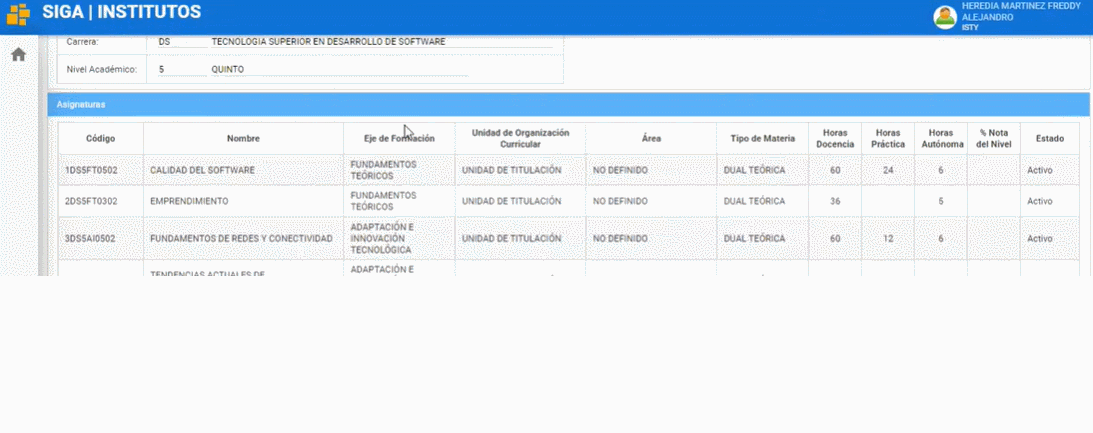 SIGA | INSTITUTOS
HEREDIA MARTINEZ FREDDY
ALEJANDRO
ISTY
Carrera: DS TECNOLOGIA SUPERIOR EN DESARROLLO DE SOFTWARE
Nivel Académico: 5 QUINTO
Asignaturas
Código Nombre Eje de Formación Unidad de Organización Curricular Área Tipo de Materia Horas Docencia Horas Práctica Horas Autónoma % Nota del Nivel Estado
1DS5FT0502 CALIDAD DEL SOFTWARE FUNDAMENTOS TEÓRICOS UNIDAD DE TITULACIÓN NO DEFINIDO DUAL TEÓRICA 60 24 6 Activo
2DS5FT0302 EMPRENDIMIENTO FUNDAMENTOS TEÓRICOS UNIDAD DE TITULACIÓN NO DEFINIDO DUAL TEÓRICA 36 5 Activo
3DS5AI0502 FUNDAMENTOS DE REDES Y CONECTIVIDAD ADAPTACIÓN E INNOVACIÓN TECNOLÓGICA UNIDAD DE TITULACIÓN NO DEFINIDO DUAL TEÓRICA 60 12 6 Activo
TENDENCIAS ACTUALES DE ADAPTACIÓN E